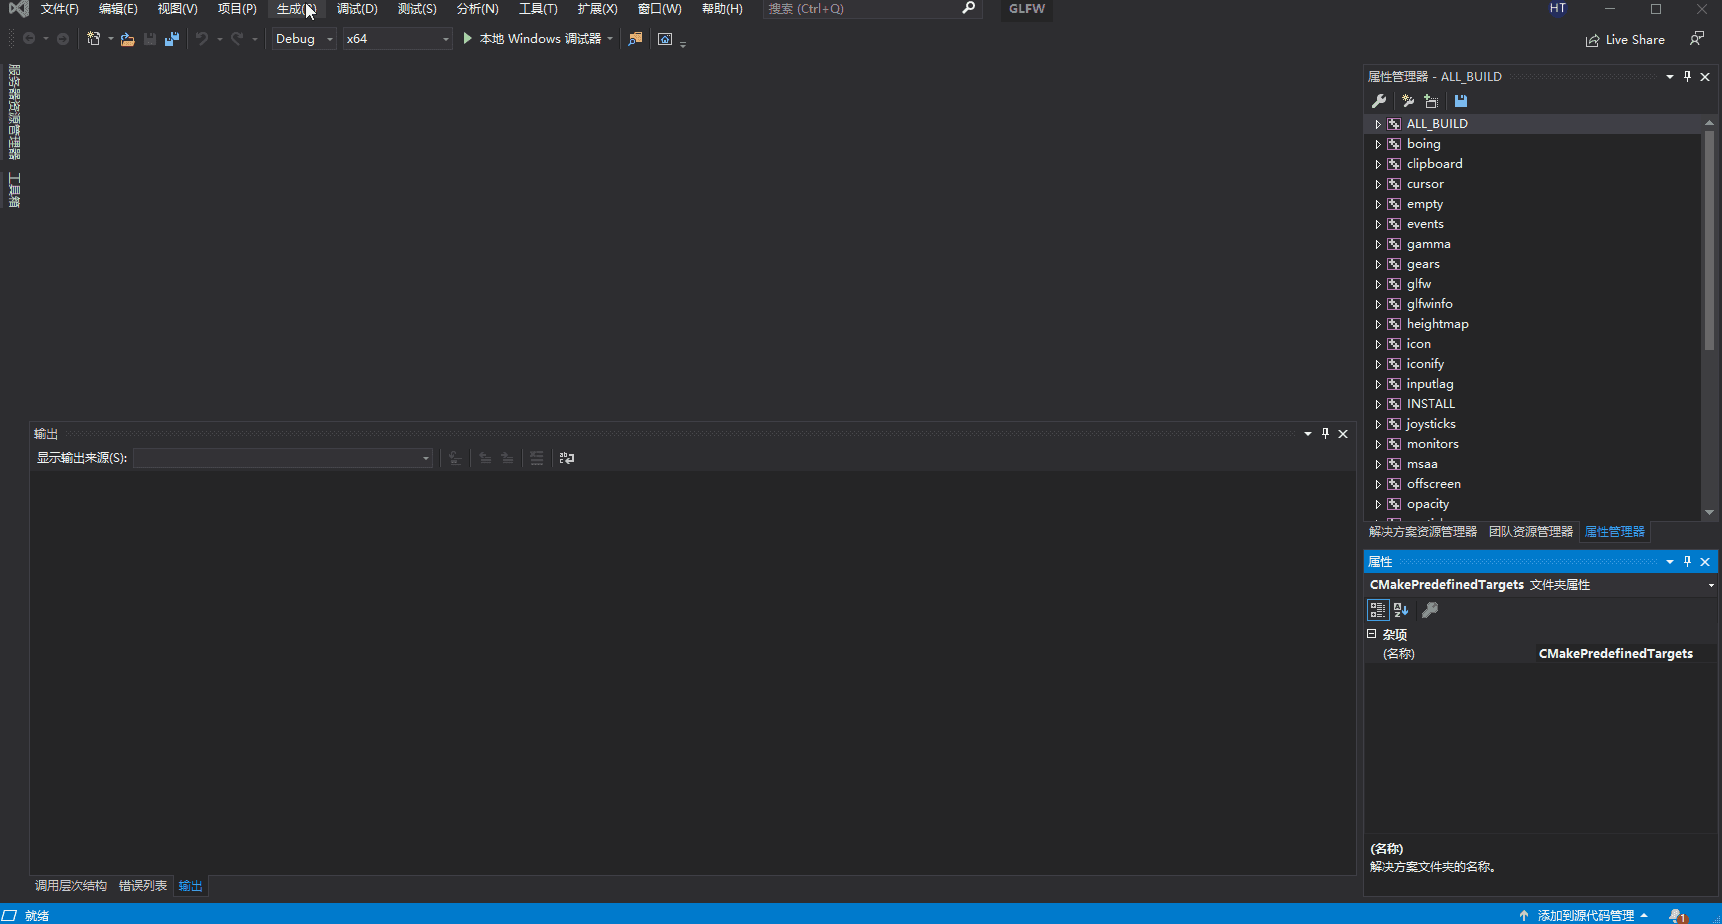 文件(F) 编辑(E) 视图(V) 项目(P) 生成( 调试(D) 测试(S) 分析(N) 工具(T) 扩展(X) 窗口(W) 帮助(H) 搜索 (Ctrl+Q) GLFW HT
Debug x64 本地 Windows 调试器 Live Share
服务器资源管理器
工具箱
属性管理器 - ALL_BUILD
ALL_BUILD
boing
clipboard
cursor
empty
events
gamma
gears
glfw
glfwinfo
heightmap
icon
iconify
inputlag
INSTALL
joysticks
monitors
msaa
offscreen
opacity
解决方案资源管理器 团队资源管理器 属性管理器
输出
显示输出来源(S):
调用层次结构 错误列表 输出
属性
CMakePredefinedTargets 文件夹属性
杂项
(名称) CMakePredefinedTargets
(名称)
解决方案文件夹的名称。
就绪 添加到源代码管理 1